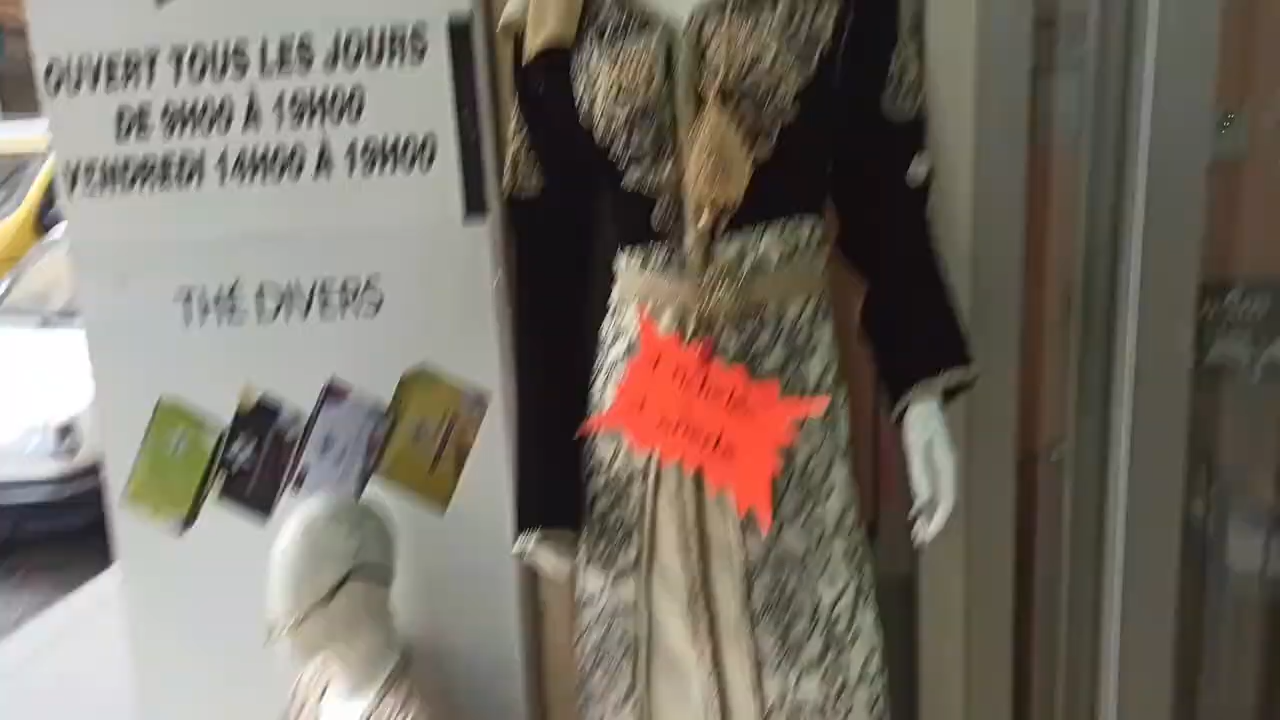 OUVERT TOUS LES JOURS
DE 9H00 À 19H00
VENDREDI 14H00 À 19H00
THÉ DIVERS